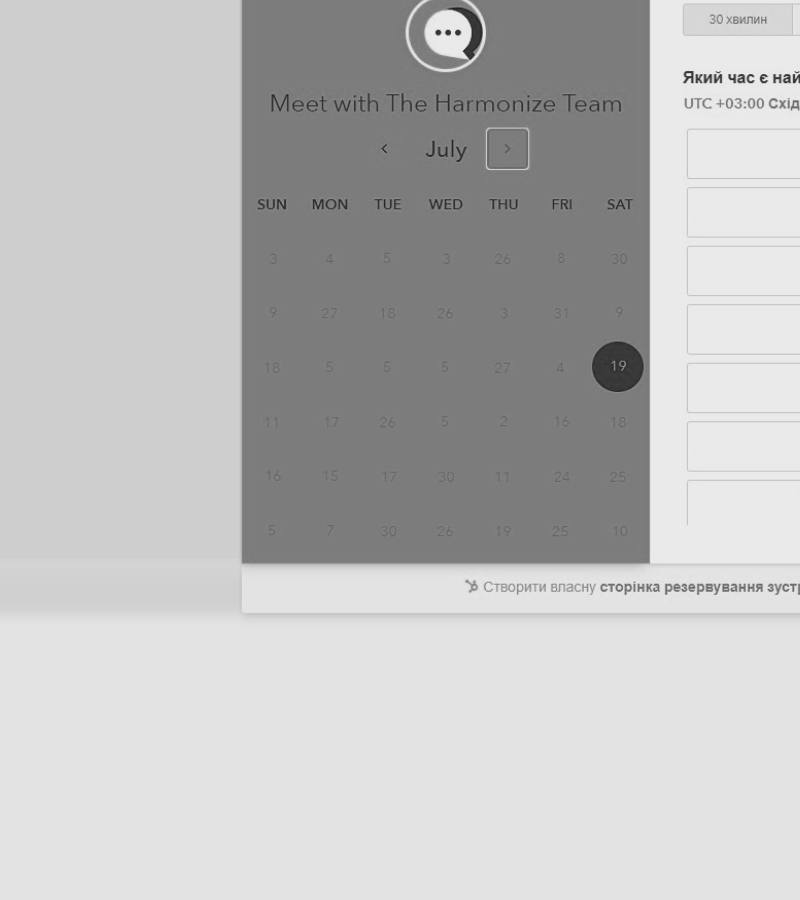 30 хвилин
Meet with The Harmonize Team
July
Який час є най
UTC +03:00 Схід
SUN MON TUE WED THU FRI SAT
3 4 5 3 26 8 30
9 27 18 26 3 31 9
18 5 5 5 27 4 19
11 17 26 5 2 16 18
16 15 17 30 11 24 25
5 7 30 26 19 25 10
Створити власну сторінка резервування зуст